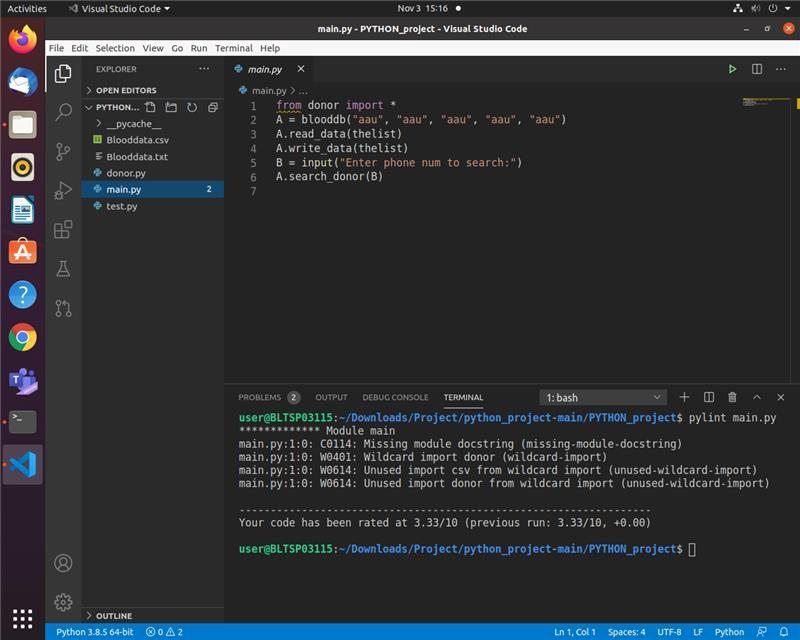 Activities
Visual Studio Code
Nov 3 15:16
main.py - PYTHON_project - Visual Studio Code
File Edit Selection View Go Run Terminal Help
EXPLORER
OPEN EDITORS
PYTHON...
__pycache__
Blooddata.csv
Blooddata.txt
donor.py
main.py 2
test.py
OUTLINE
main.py
main.py > ...
1 from donor import *
2 A = blooddb("aau", "aau", "aau", "aau", "aau")
3 A.read_data(thelist)
4 A.write_data(thelist)
5 B = input("Enter phone num to search:")
6 A.search_donor(B)
7
PROBLEMS 2 OUTPUT DEBUG CONSOLE TERMINAL 1: bash
user@BLTSP03115:~/Downloads/Project/python_project-main/PYTHON_project$ pylint main.py
************* Module main
main.py:1:0: C0114: Missing module docstring (missing-module-docstring)
main.py:1:0: W0401: Wildcard import donor (wildcard-import)
main.py:1:0: W0614: Unused import csv from wildcard import (unused-wildcard-import)
main.py:1:0: W0614: Unused import donor from wildcard import (unused-wildcard-import)
------------------------------------------------------------------
Your code has been rated at 3.33/10 (previous run: 3.33/10, +0.00)
user@BLTSP03115:~/Downloads/Project/python_project-main/PYTHON_project$
Python 3.8.5 64-bit 0 2 Ln 1, Col 1 Spaces: 4 UTF-8 LF Python